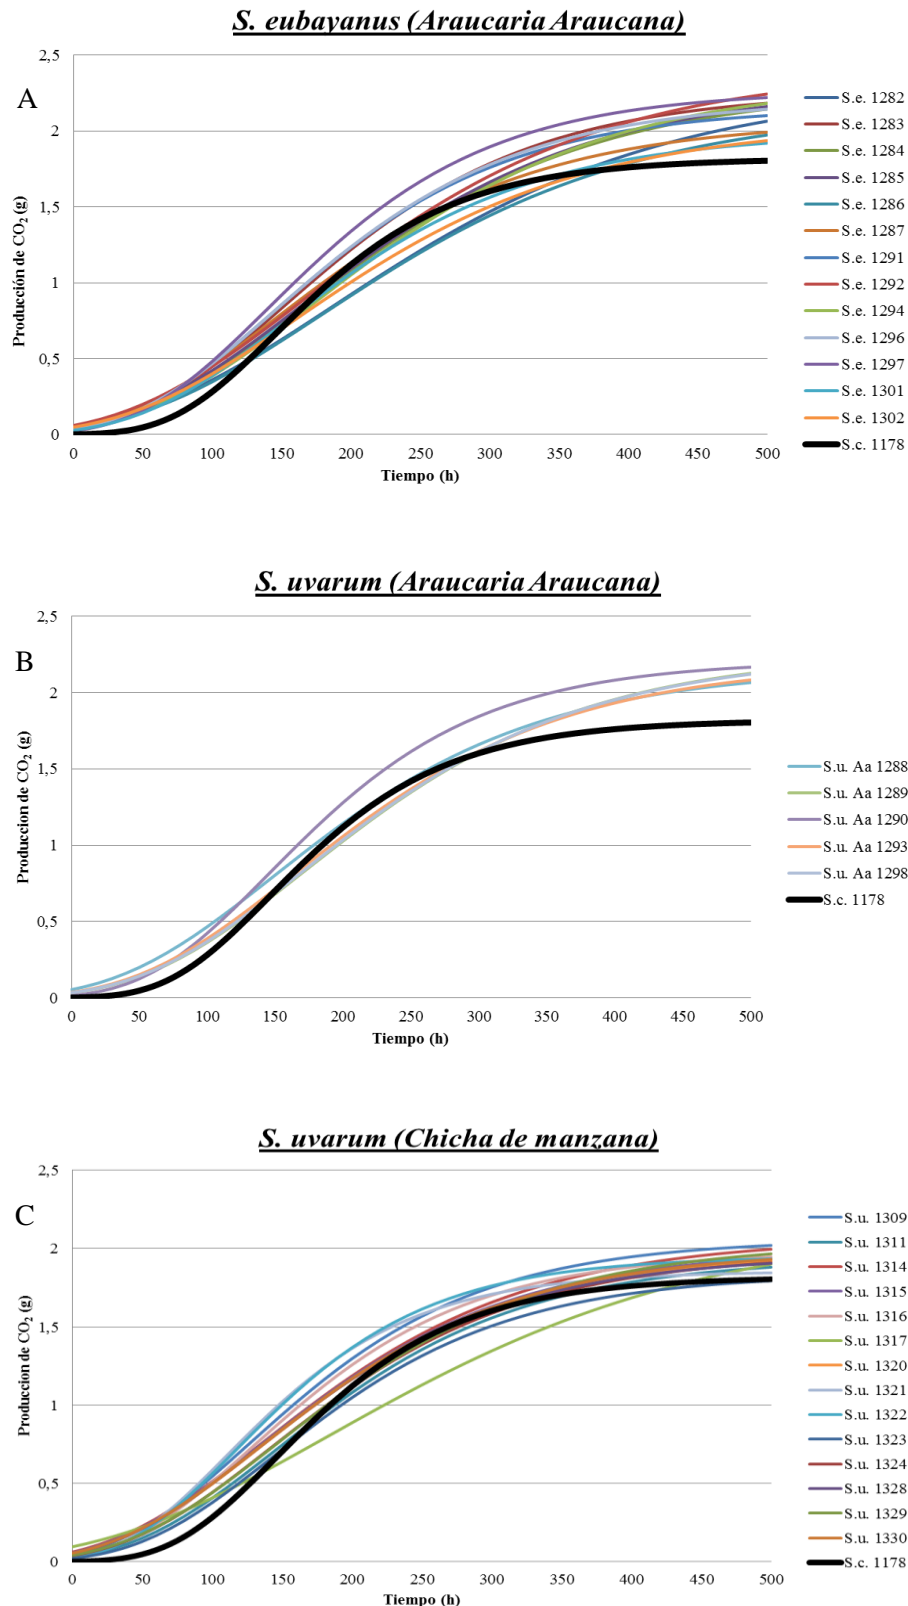 S. eubayanus (Araucaria Araucana)
A
Producción de CO₂ (g)
2,5
2
1,5
1
0,5
0
0 50 100 150 200 250 300 350 400 450 500
Tiempo (h)
S.e. 1282
S.e. 1283
S.e. 1284
S.e. 1285
S.e. 1286
S.e. 1287
S.e. 1291
S.e. 1292
S.e. 1294
S.e. 1296
S.e. 1297
S.e. 1301
S.e. 1302
S.c. 1178
S. uvarum (Araucaria Araucana)
B
Produccion de CO₂ (g)
2,5
2
1,5
1
0,5
0
0 50 100 150 200 250 300 350 400 450 500
Tiempo (h)
S.u. Aa 1288
S.u. Aa 1289
S.u. Aa 1290
S.u. Aa 1293
S.u. Aa 1298
S.c. 1178
S. uvarum (Chicha de manzana)
C
Produccion de CO₂ (g)
2,5
2
1,5
1
0,5
0
0 50 100 150 200 250 300 350 400 450 500
Tiempo (h)
S.u. 1309
S.u. 1311
S.u. 1314
S.u. 1315
S.u. 1316
S.u. 1317
S.u. 1320
S.u. 1321
S.u. 1322
S.u. 1323
S.u. 1324
S.u. 1328
S.u. 1329
S.u. 1330
S.c. 1178